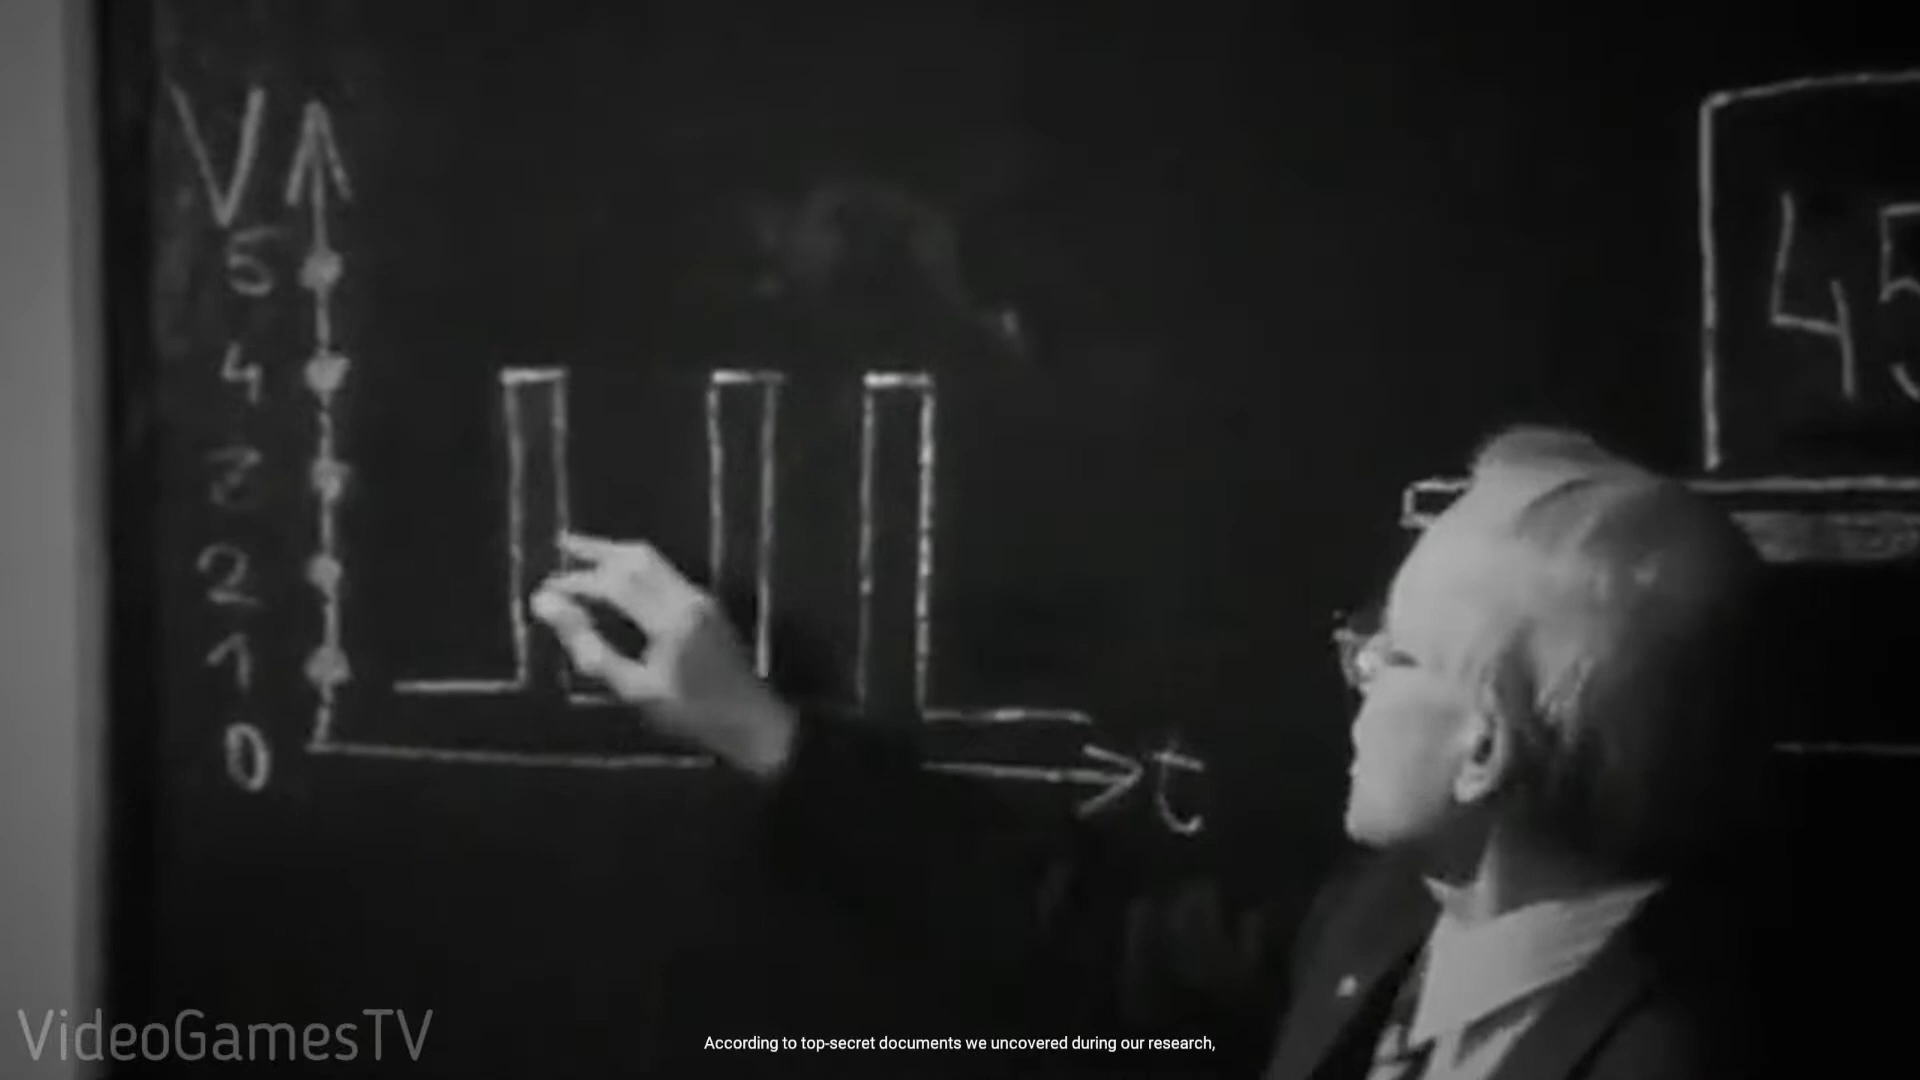 V
5
4
3
2
1
0
t
45
VideoGamesTV
According to top-secret documents we uncovered during our research,